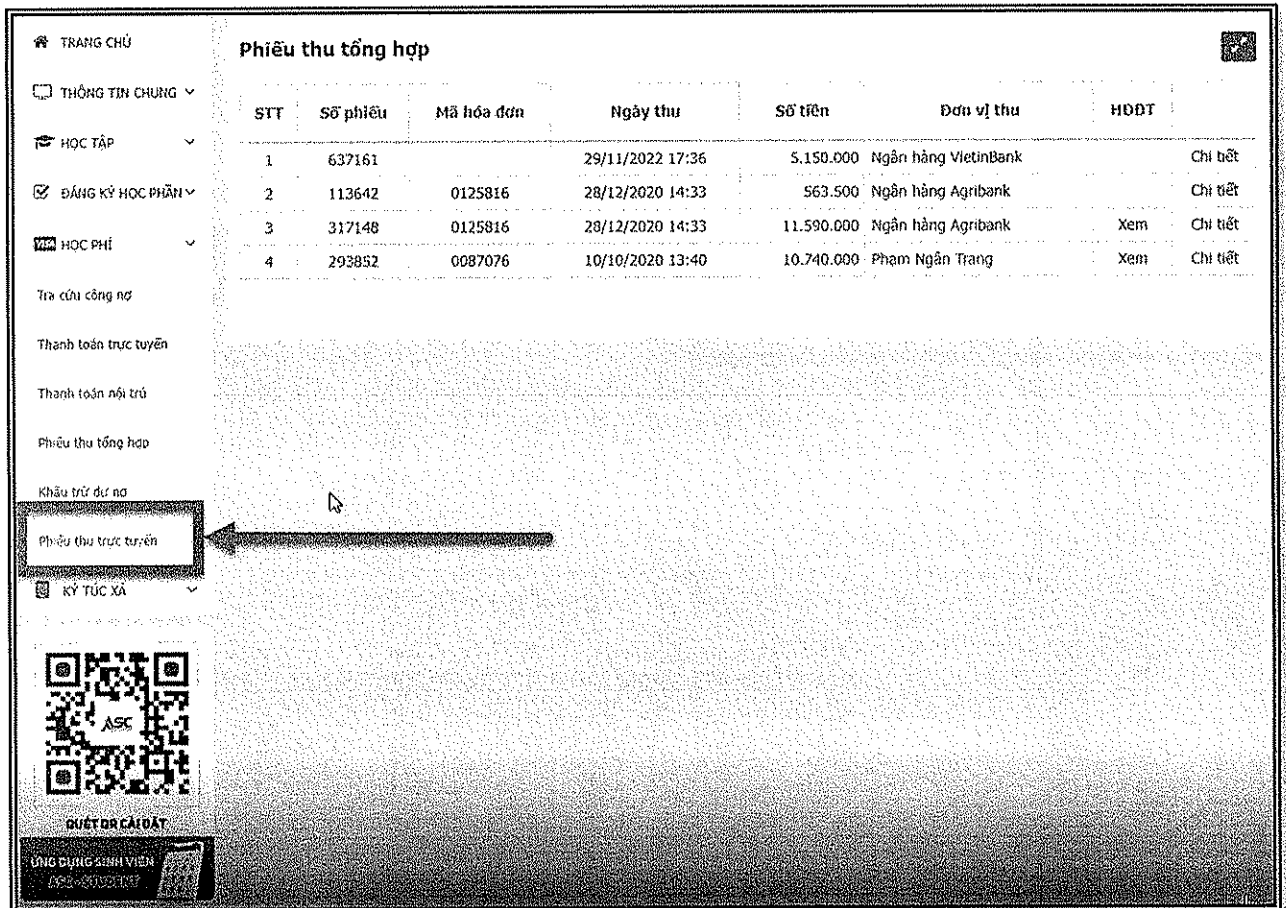 TRANG CHỦ
THÔNG TIN CHUNG
HỌC TẬP
ĐĂNG KÝ HỌC PHẦN
VISA HỌC PHÍ
Tra cứu công nợ
Thanh toán trực tuyến
Thanh toán nội trú
Phiếu thu tổng hợp
Khấu trừ dư nợ
Phiếu thu trực tuyến
KÝ TÚC XÁ
ASC
QUÉT QR CÀI ĐẶT
ỨNG DỤNG SINH VIÊN
ASC - STUDENT
Phiếu thu tổng hợp
STT Số phiếu Mã hóa đơn Ngày thu Số tiền Đơn vị thu HĐĐT
1 637161 29/11/2022 17:36 5.150.000 Ngân hàng VietinBank Chi tiết
2 113642 0125816 28/12/2020 14:33 563.500 Ngân hàng Agribank Chi tiết
3 317148 0125816 28/12/2020 14:33 11.590.000 Ngân hàng Agribank Xem Chi tiết
4 293852 0087076 10/10/2020 13:40 10.740.000 Phạm Ngân Trang Xem Chi tiết